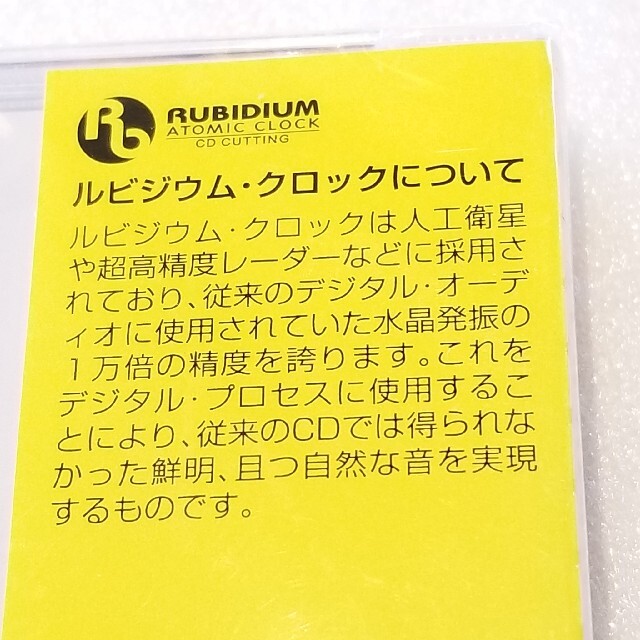 Rb
RUBIDIUM
ATOMIC CLOCK
CD CUTTING
ルビジウム・クロックについて
ルビジウム・クロックは人工衛星
や超高精度レーダーなどに採用さ
れており、従来のデジタル・オーデ
ィオに使用されていた水晶発振の
1万倍の精度を誇ります。これを
デジタル・プロセスに使用するこ
とにより、従来のCDでは得られな
かった鮮明、且つ自然な音を実現
するものです。